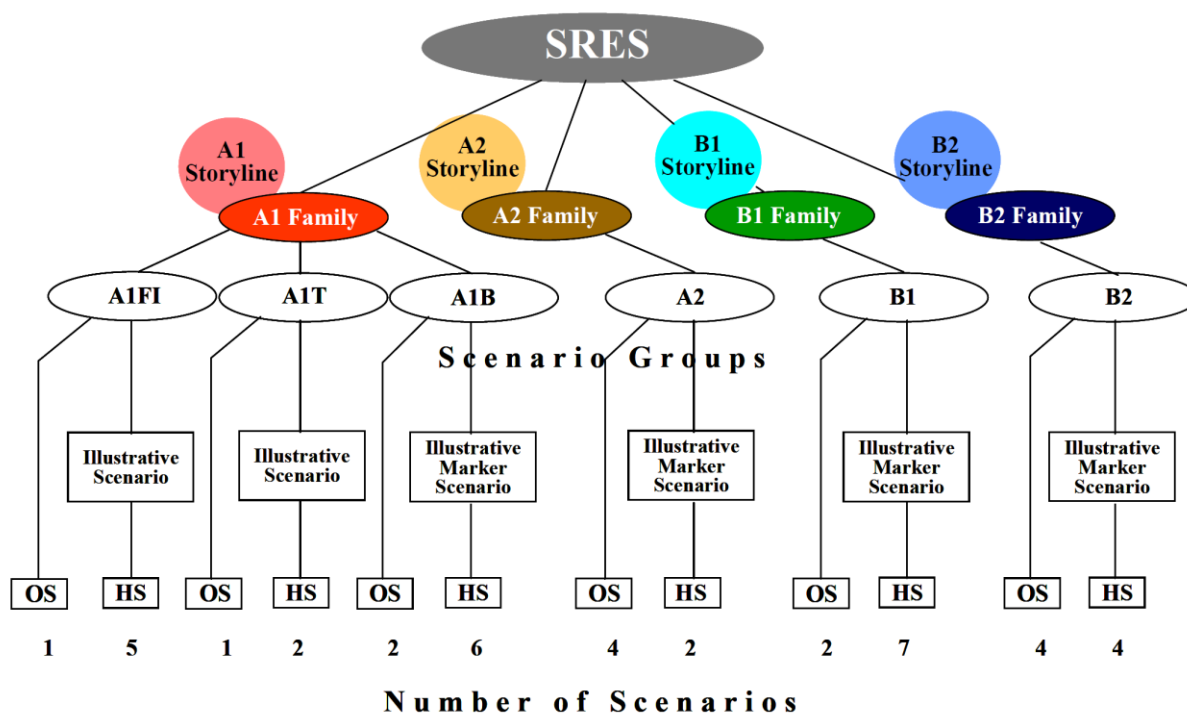 SRES
A1
Storyline
A2
Storyline
B1
Storyline
B2
Storyline
A1 Family
A2 Family
B1 Family
B2 Family
A1FI
A1T
A1B
A2
B1
B2
Scenario Groups
Illustrative
Scenario
Illustrative
Scenario
Illustrative
Marker
Scenario
Illustrative
Marker
Scenario
Illustrative
Marker
Scenario
Illustrative
Marker
Scenario
OS HS OS HS OS HS OS HS OS HS OS HS
1 5 1 2 2 6 4 2 2 7 4 4
Number of Scenarios